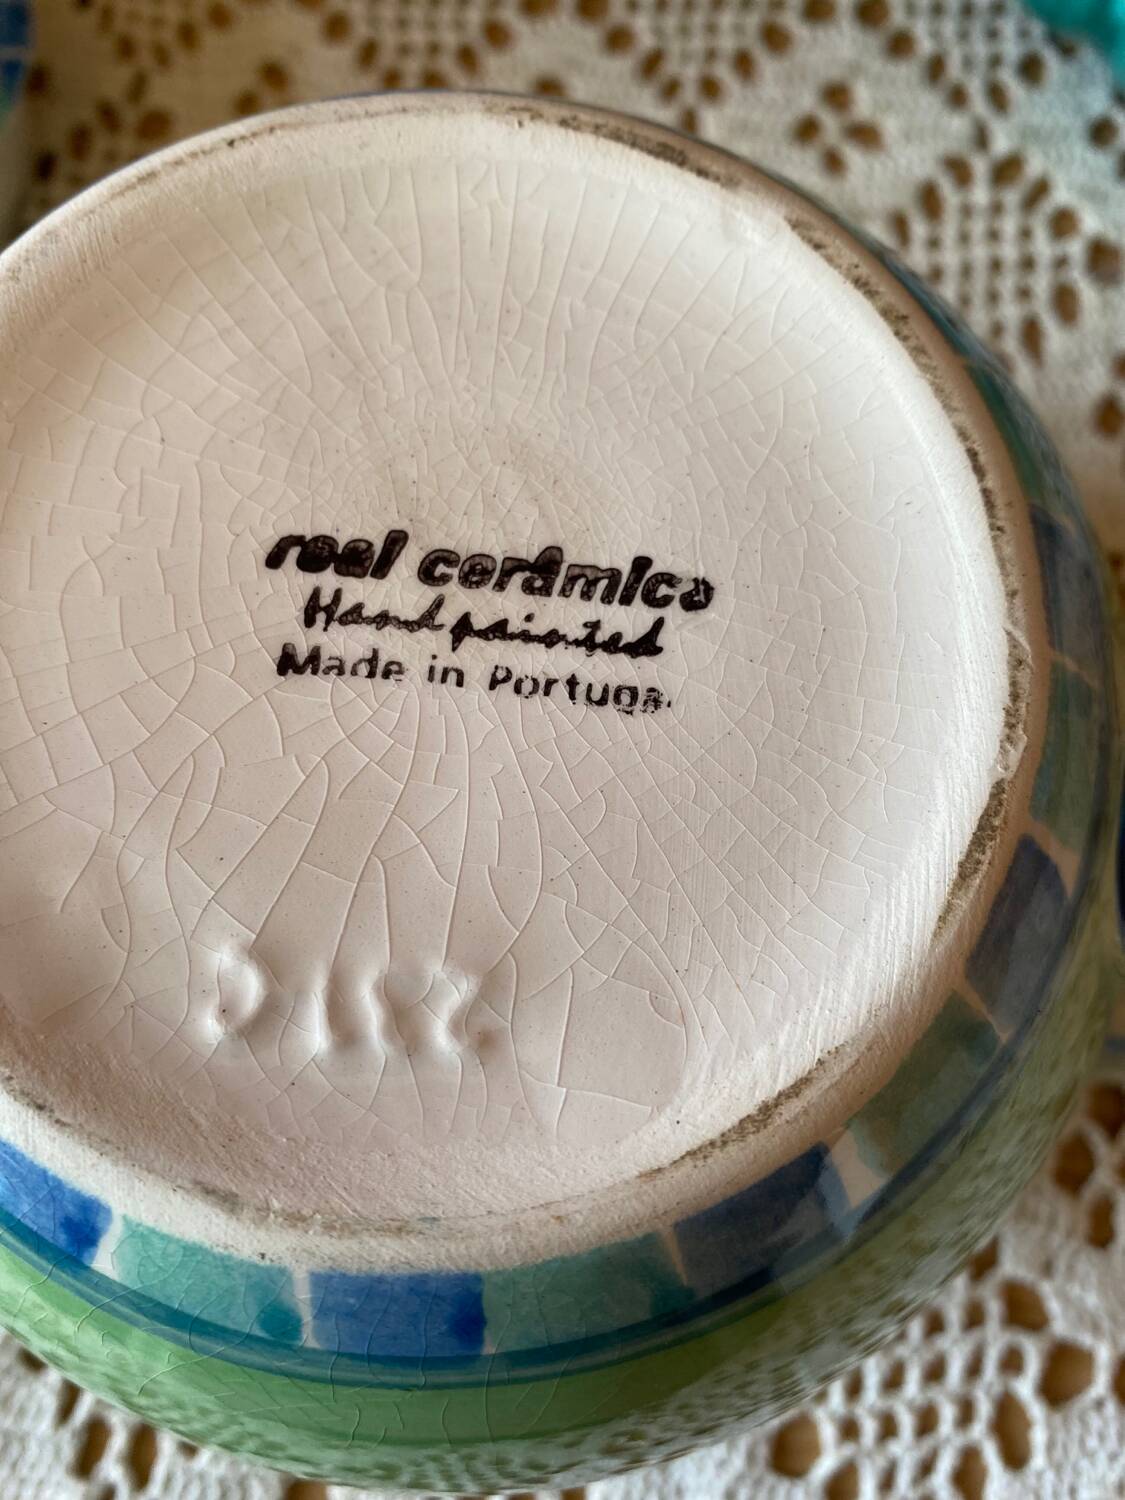 real cerâmica
Hand painted
Made in Portugal